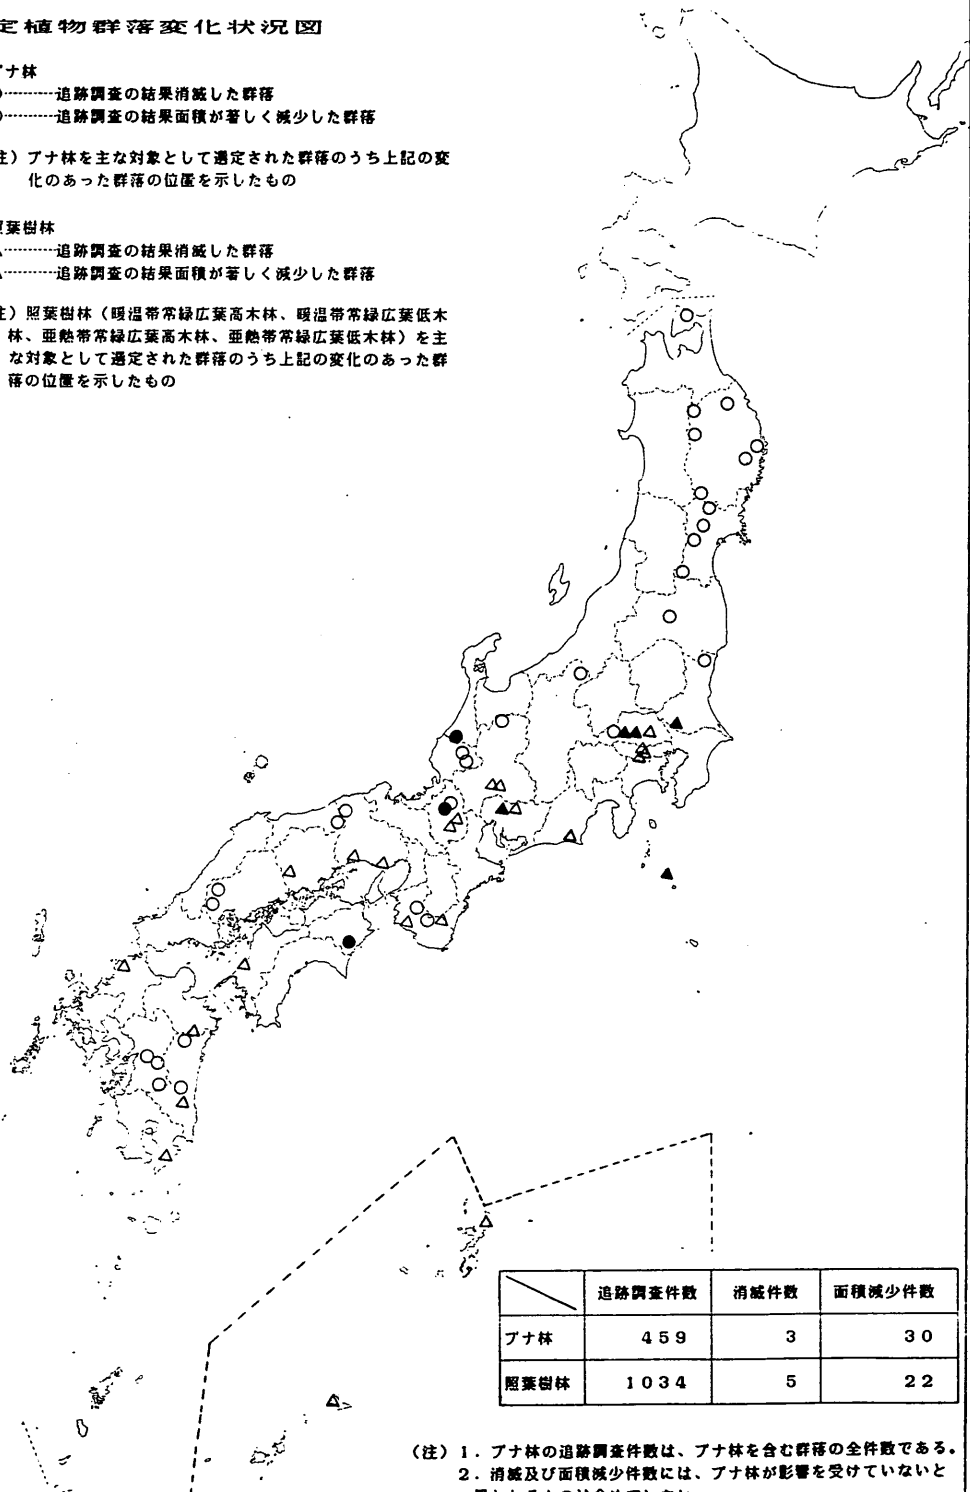 定植物群落変化状況図
ブナ林
………追跡調査の結果消滅した群落
………追跡調査の結果面積が著しく減少した群落
注）ブナ林を主な対象として選定された群落のうち上記の変
化のあった群落の位置を示したもの
照葉樹林
………追跡調査の結果消滅した群落
………追跡調査の結果面積が著しく減少した群落
注）照葉樹林（暖温帯常緑広葉高木林、暖温帯常緑広葉低木
林、亜熱帯常緑広葉高木林、亜熱帯常緑広葉低木林）を主
な対象として選定された群落のうち上記の変化のあった群
落の位置を示したもの
追跡調査件数 消滅件数 面積減少件数
ブナ林 459 3 30
照葉樹林 1034 5 22
（注）1．ブナ林の追跡調査件数は、ブナ林を含む群落の全件数である。
2．消滅及び面積減少件数には、ブナ林が影響を受けていないと